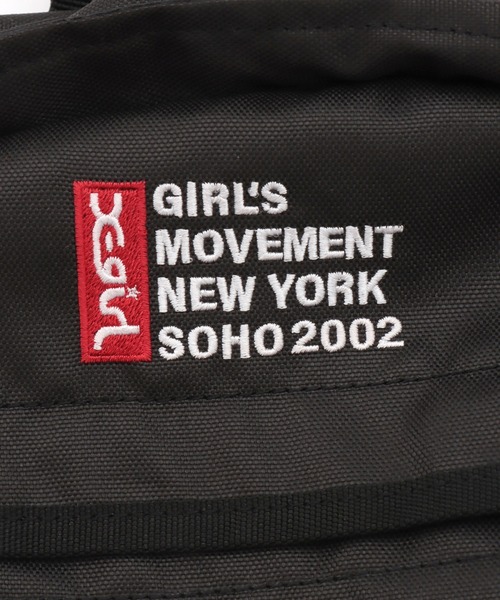 X-girl
GIRL'S
MOVEMENT
NEW YORK
SOHO 2002